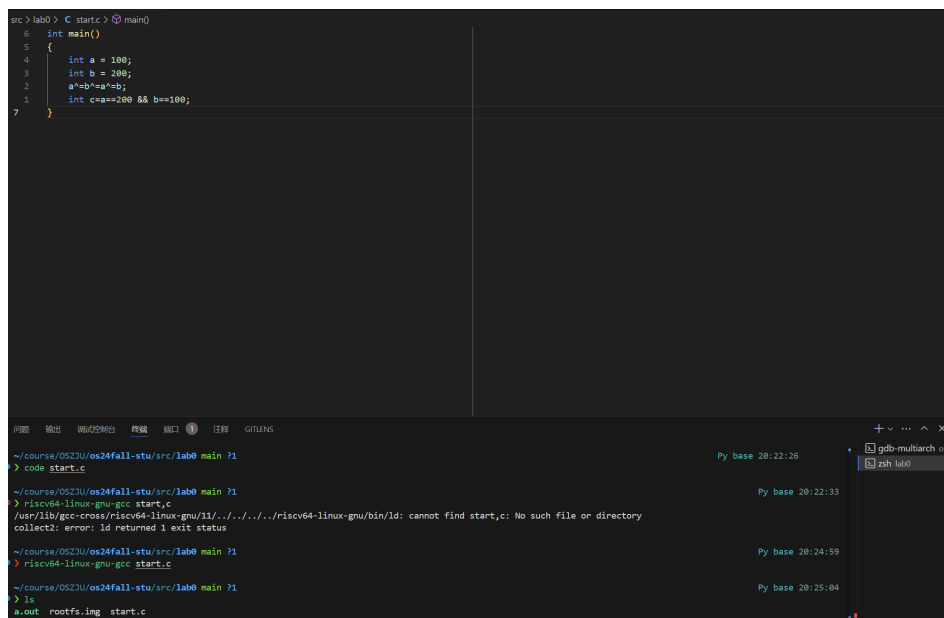 src > lab0 > C start.c > main()
6 int main()
5 {
4 int a = 100;
3 int b = 200;
2 a^=b^=a^=b;
1 int c=a==200 && b==100;
7 }
问题 输出 调试控制台 终端 端口 1 注释 GITLENS
~/course/OSZJU/os24fall-stu/src/lab0 main ?1 Py base 20:22:26
❯ code start.c
gdb-multiarch
zsh lab0
~/course/OSZJU/os24fall-stu/src/lab0 main ?1 Py base 20:22:33
❯ riscv64-linux-gnu-gcc start,c
/usr/lib/gcc-cross/riscv64-linux-gnu/11/../../../../riscv64-linux-gnu/bin/ld: cannot find start,c: No such file or directory
collect2: error: ld returned 1 exit status
~/course/OSZJU/os24fall-stu/src/lab0 main ?1 Py base 20:24:59
❯ riscv64-linux-gnu-gcc start.c
~/course/OSZJU/os24fall-stu/src/lab0 main ?1 Py base 20:25:04
❯ ls
a.out rootfs.img start.c